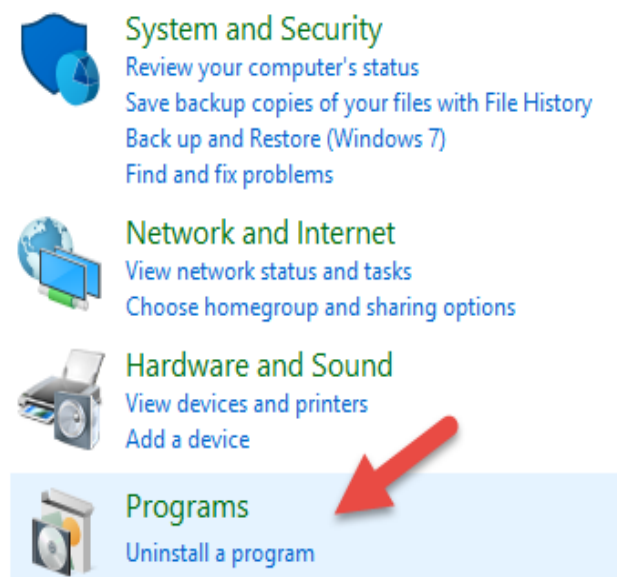 System and Security
Review your computer's status
Save backup copies of your files with File History
Back up and Restore (Windows 7)
Find and fix problems
Network and Internet
View network status and tasks
Choose homegroup and sharing options
Hardware and Sound
View devices and printers
Add a device
Programs
Uninstall a program